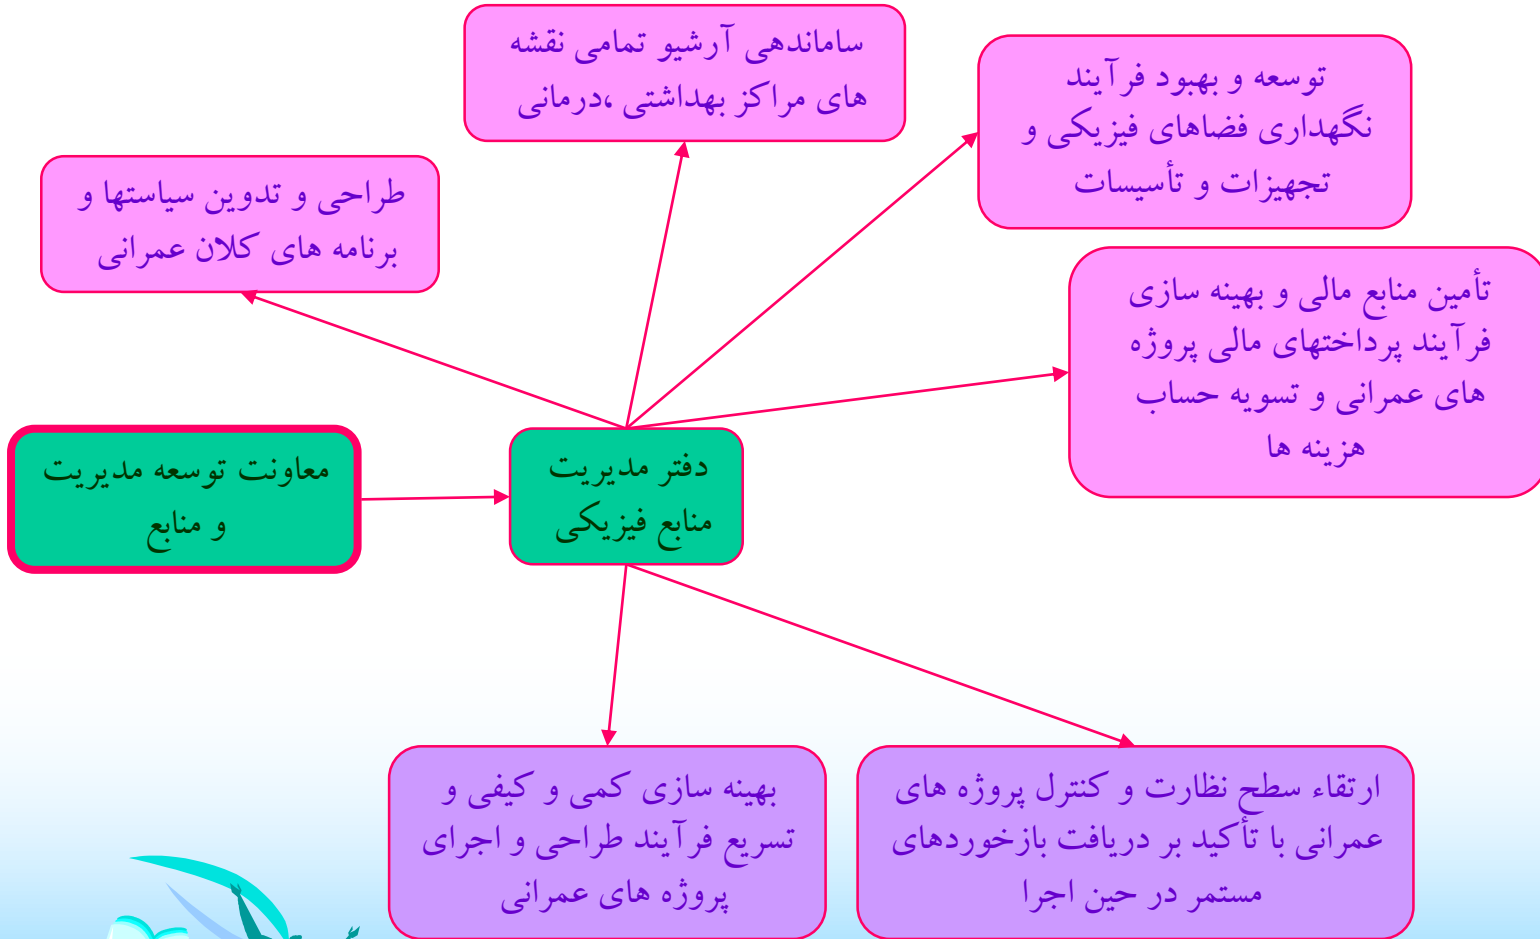 ساماندهی آرشیو تمامی نقشه
های مراکز بهداشتی ،درمانی
توسعه و بهبود فرآیند
نگهداری فضاهای فیزیکی و
تجهیزات و تأسیسات
طراحی و تدوین سیاستها و
برنامه های کلان عمرانی
تأمین منابع مالی و بهینه سازی
فرآیند پرداختهای مالی پروژه
های عمرانی و تسویه حساب
هزینه ها
دفتر مدیریت
منابع فیزیکی
معاونت توسعه مدیریت
و منابع
ارتقاء سطح نظارت و کنترل پروژه های
عمرانی با تأکید بر دریافت بازخوردهای
مستمر در حین اجرا
بهینه سازی کمی و کیفی و
تسریع فرآیند طراحی و اجرای
پروژه های عمرانی